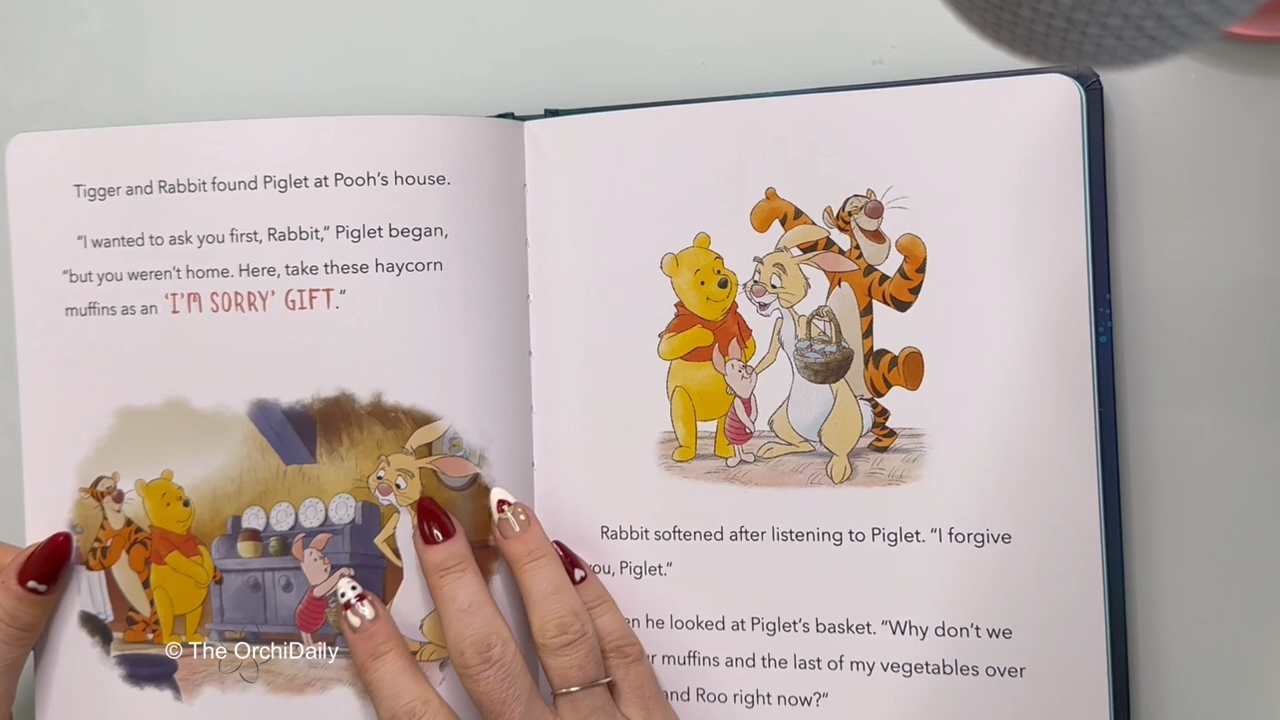 Tigger and Rabbit found Piglet at Pooh's house.
"I wanted to ask you first, Rabbit," Piglet began,
"but you weren't home. Here, take these haycorn
muffins as an 'I'M SORRY' GIFT."
© The OrchiDaily
Rabbit softened after listening to Piglet. "I forgive
you, Piglet."
he looked at Piglet's basket. "Why don't we
muffins and the last of my vegetables over
and Roo right now?"